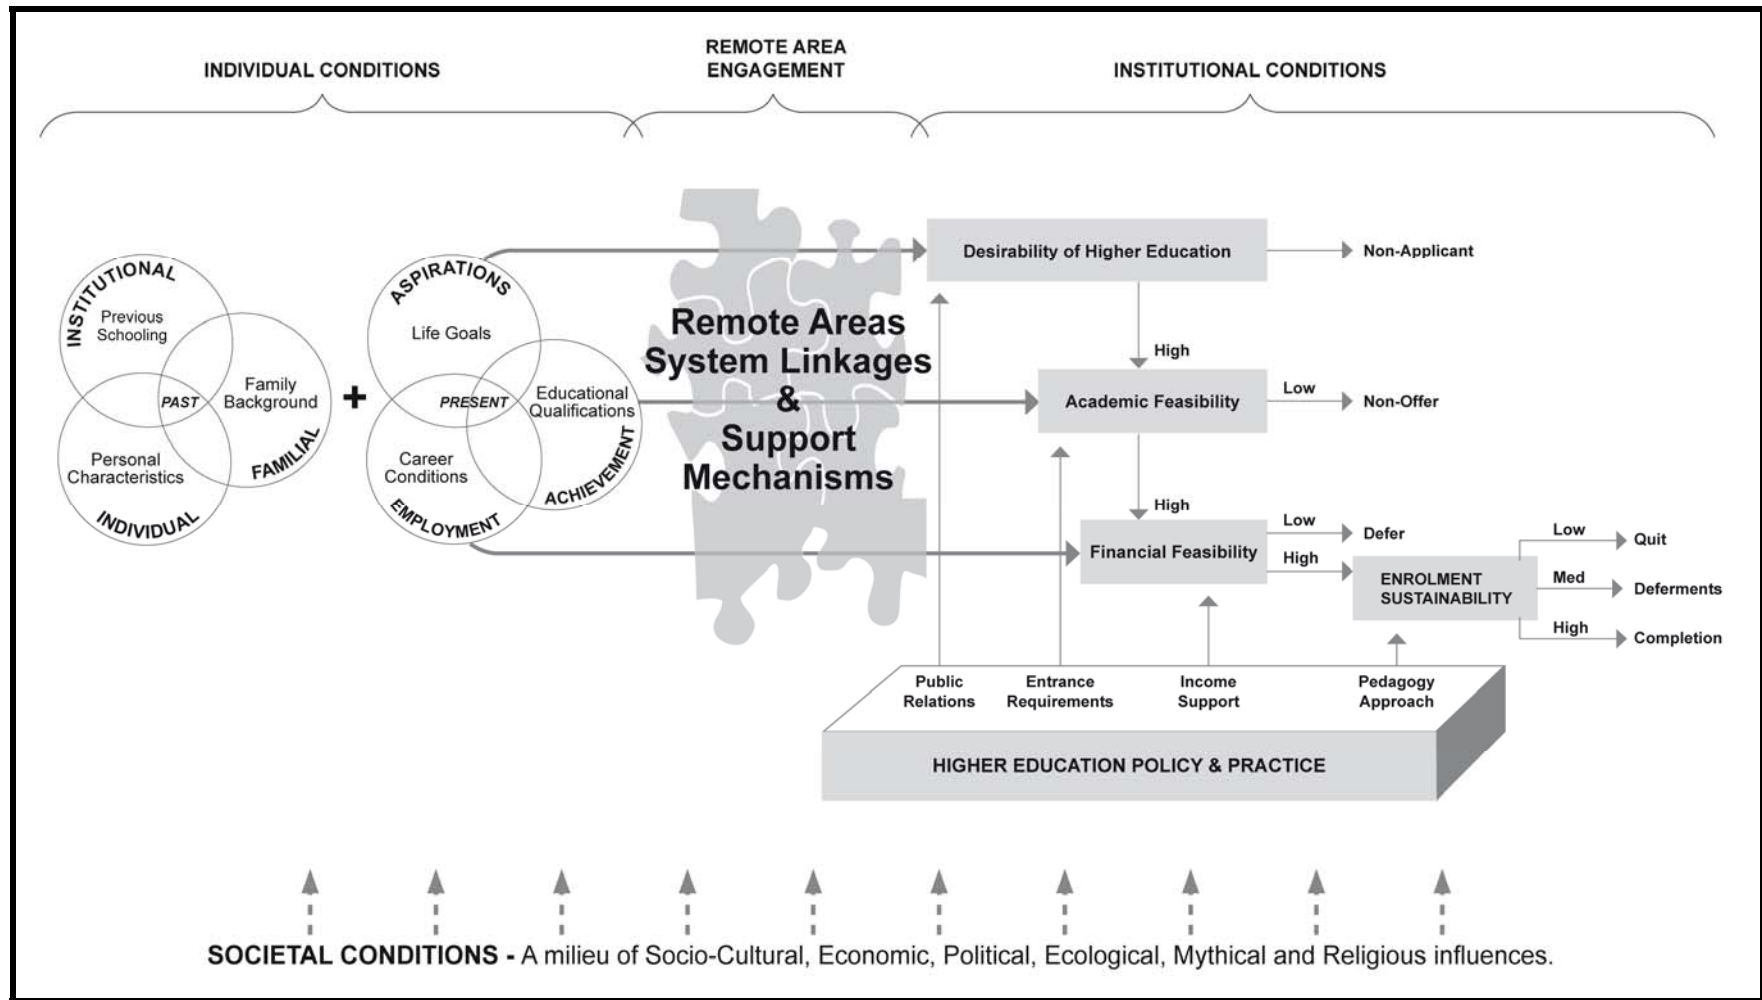 INDIVIDUAL CONDITIONS
REMOTE AREA
ENGAGEMENT
INSTITUTIONAL CONDITIONS
INSTITUTIONAL
Previous
Schooling
Family
Background
FAMILIAL
PAST
Personal
Characteristics
INDIVIDUAL
+
ASPIRATIONS
Life Goals
Educational
Qualifications
ACHIEVEMENT
PRESENT
Career
Conditions
EMPLOYMENT
Remote Areas
System Linkages
&
Support
Mechanisms
Desirability of Higher Education
Non-Applicant
High
Academic Feasibility
Low
Non-Offer
High
Financial Feasibility
Low
Defer
High
ENROLMENT
SUSTAINABILITY
Low
Quit
Med
Deferments
High
Completion
Public
Relations
Entrance
Requirements
Income
Support
Pedagogy
Approach
HIGHER EDUCATION POLICY & PRACTICE
SOCIETAL CONDITIONS - A milieu of Socio-Cultural, Economic, Political, Ecological, Mythical and Religious influences.